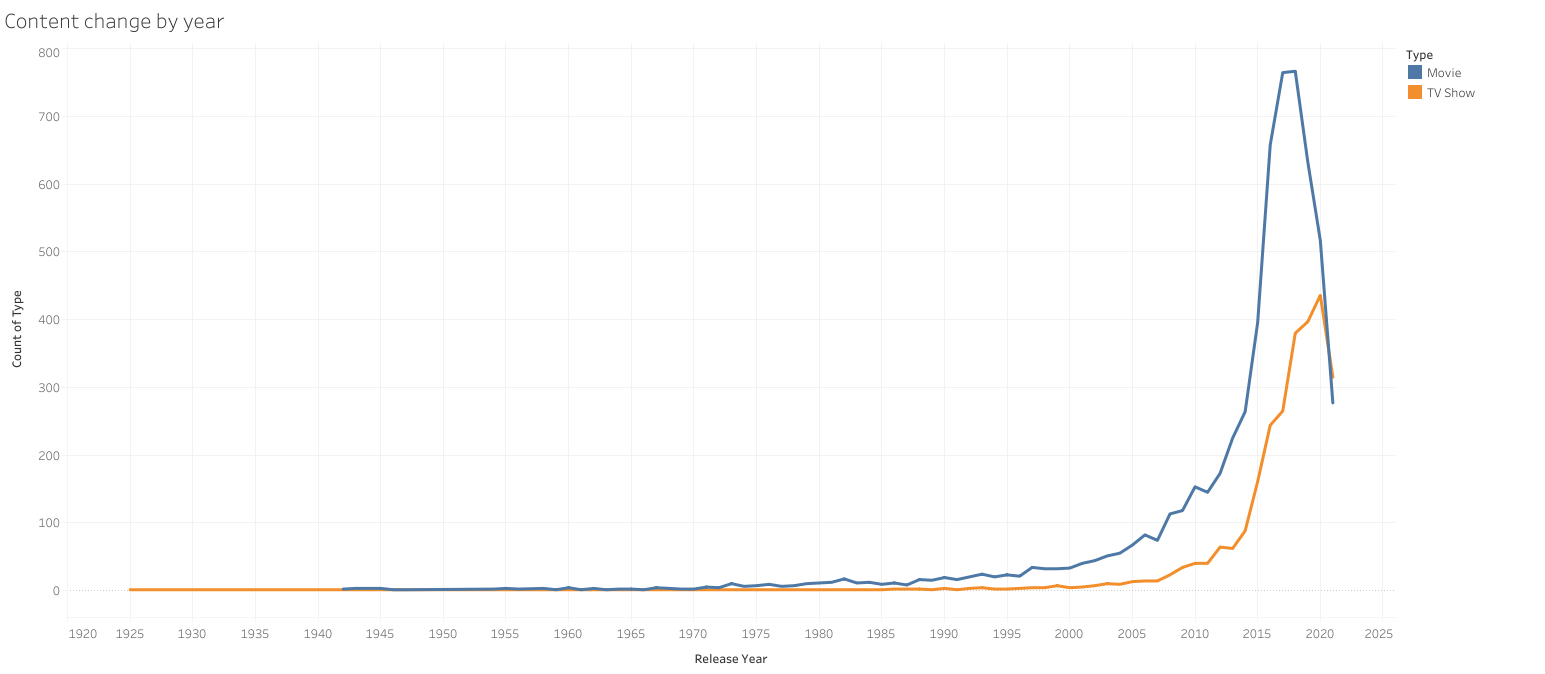 Content change by year
Type
Movie
TV Show
800
700
600
500
400
300
200
100
0
Count of Type
1920 1925 1930 1935 1940 1945 1950 1955 1960 1965 1970 1975 1980 1985 1990 1995 2000 2005 2010 2015 2020 2025
Release Year